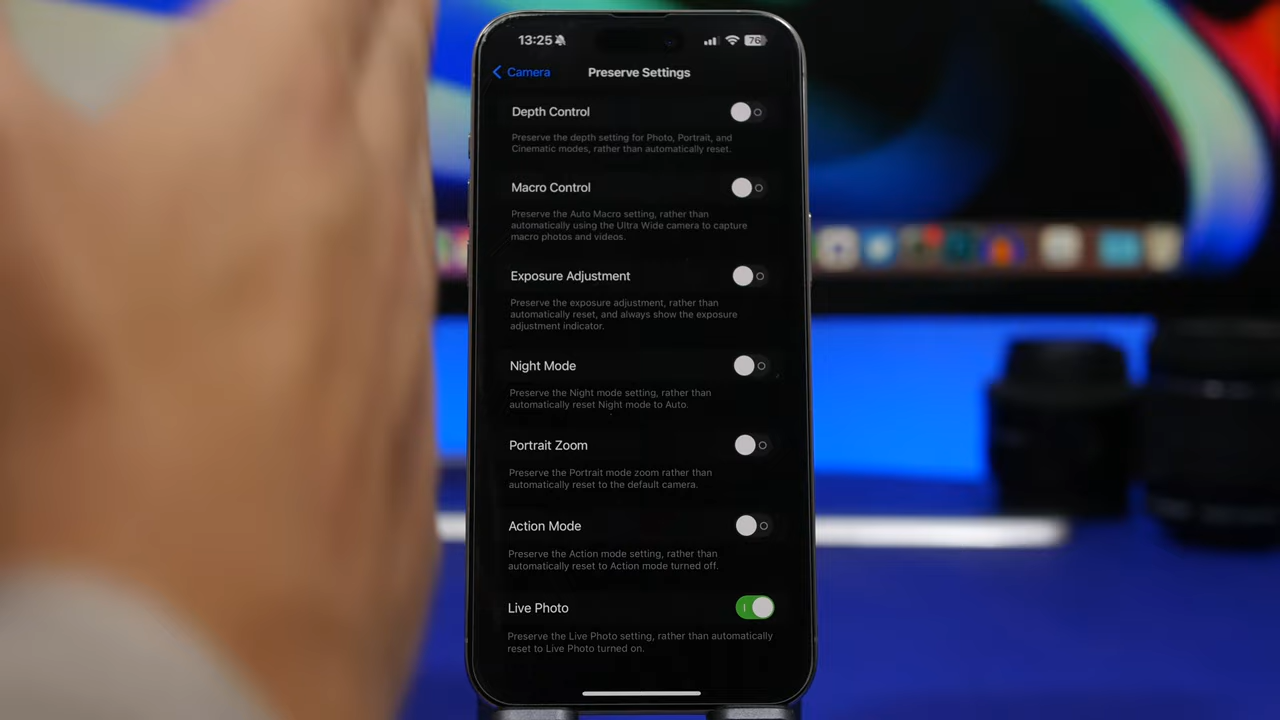 13:25
76
Camera
Preserve Settings
Depth Control
Preserve the depth setting for Photo, Portrait, and
Cinematic modes, rather than automatically reset.
Macro Control
Preserve the Auto Macro setting, rather than
automatically using the Ultra Wide camera to capture
macro photos and videos.
Exposure Adjustment
Preserve the exposure adjustment, rather than
automatically reset, and always show the exposure
adjustment indicator.
Night Mode
Preserve the Night mode setting, rather than
automatically reset Night mode to Auto.
Portrait Zoom
Preserve the Portrait mode zoom rather than
automatically reset to the default camera.
Action Mode
Preserve the Action mode setting, rather than
automatically reset to Action mode turned off.
Live Photo
Preserve the Live Photo setting, rather than automatically
reset to Live Photo turned on.